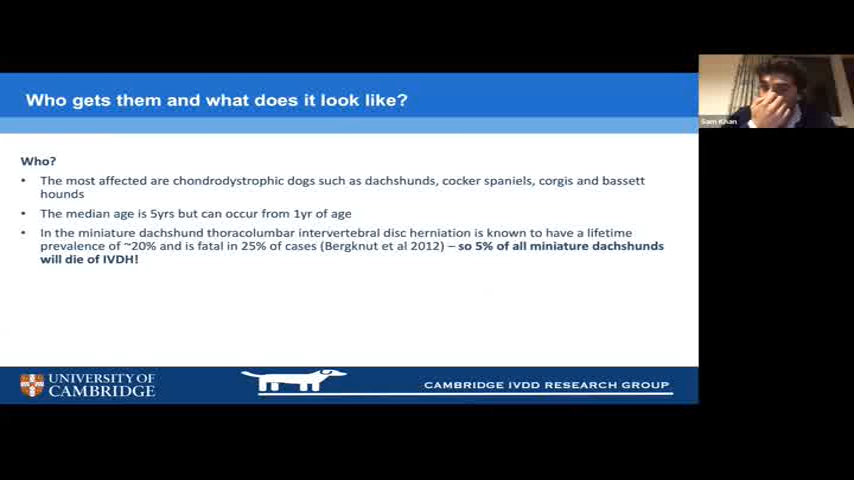 Who gets them and what does it look like?
Sam Khan
Who?
• The most affected are chondrodystrophic dogs such as dachshunds, cocker spaniels, corgis and bassett
hounds
• The median age is 5yrs but can occur from 1yr of age
• In the miniature dachshund thoracolumbar intervertebral disc herniation is known to have a lifetime
prevalence of ~20% and is fatal in 25% of cases (Bergknut et al 2012) – so 5% of all miniature dachshunds
will die of IVDH!
UNIVERSITY OF
CAMBRIDGE
CAMBRIDGE IVDD RESEARCH GROUP